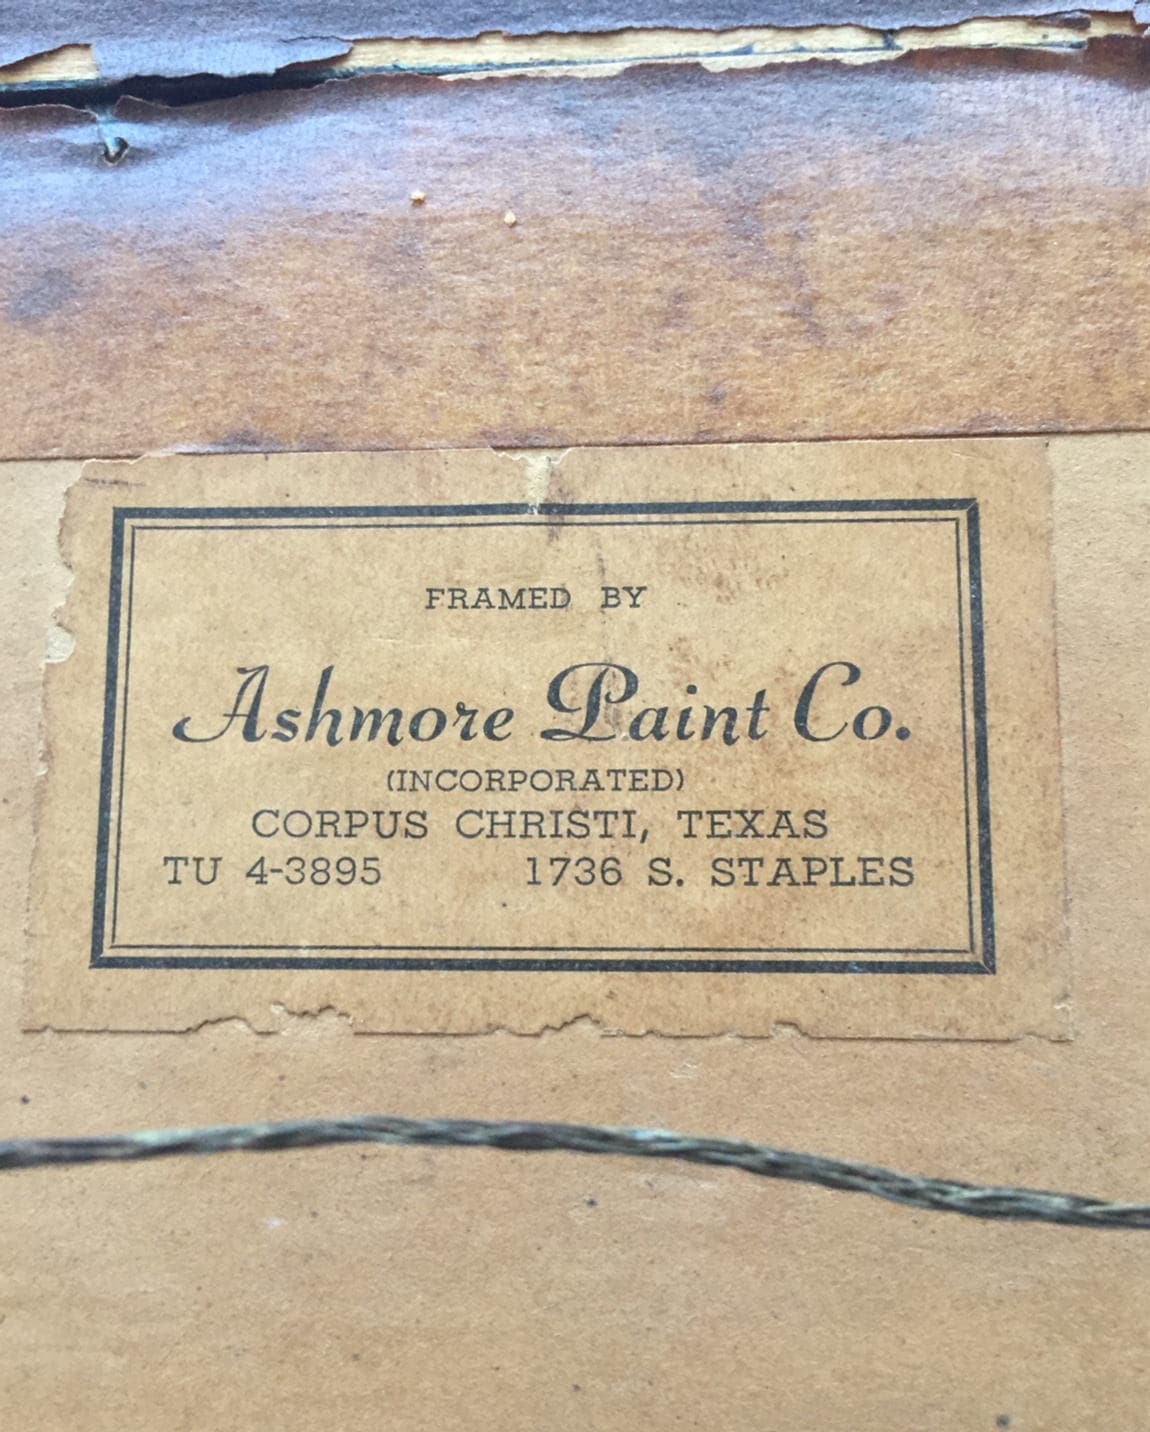 FRAMED BY
Ashmore Paint Co.
(INCORPORATED)
CORPUS CHRISTI, TEXAS
TU 4-3895 1736 S. STAPLES